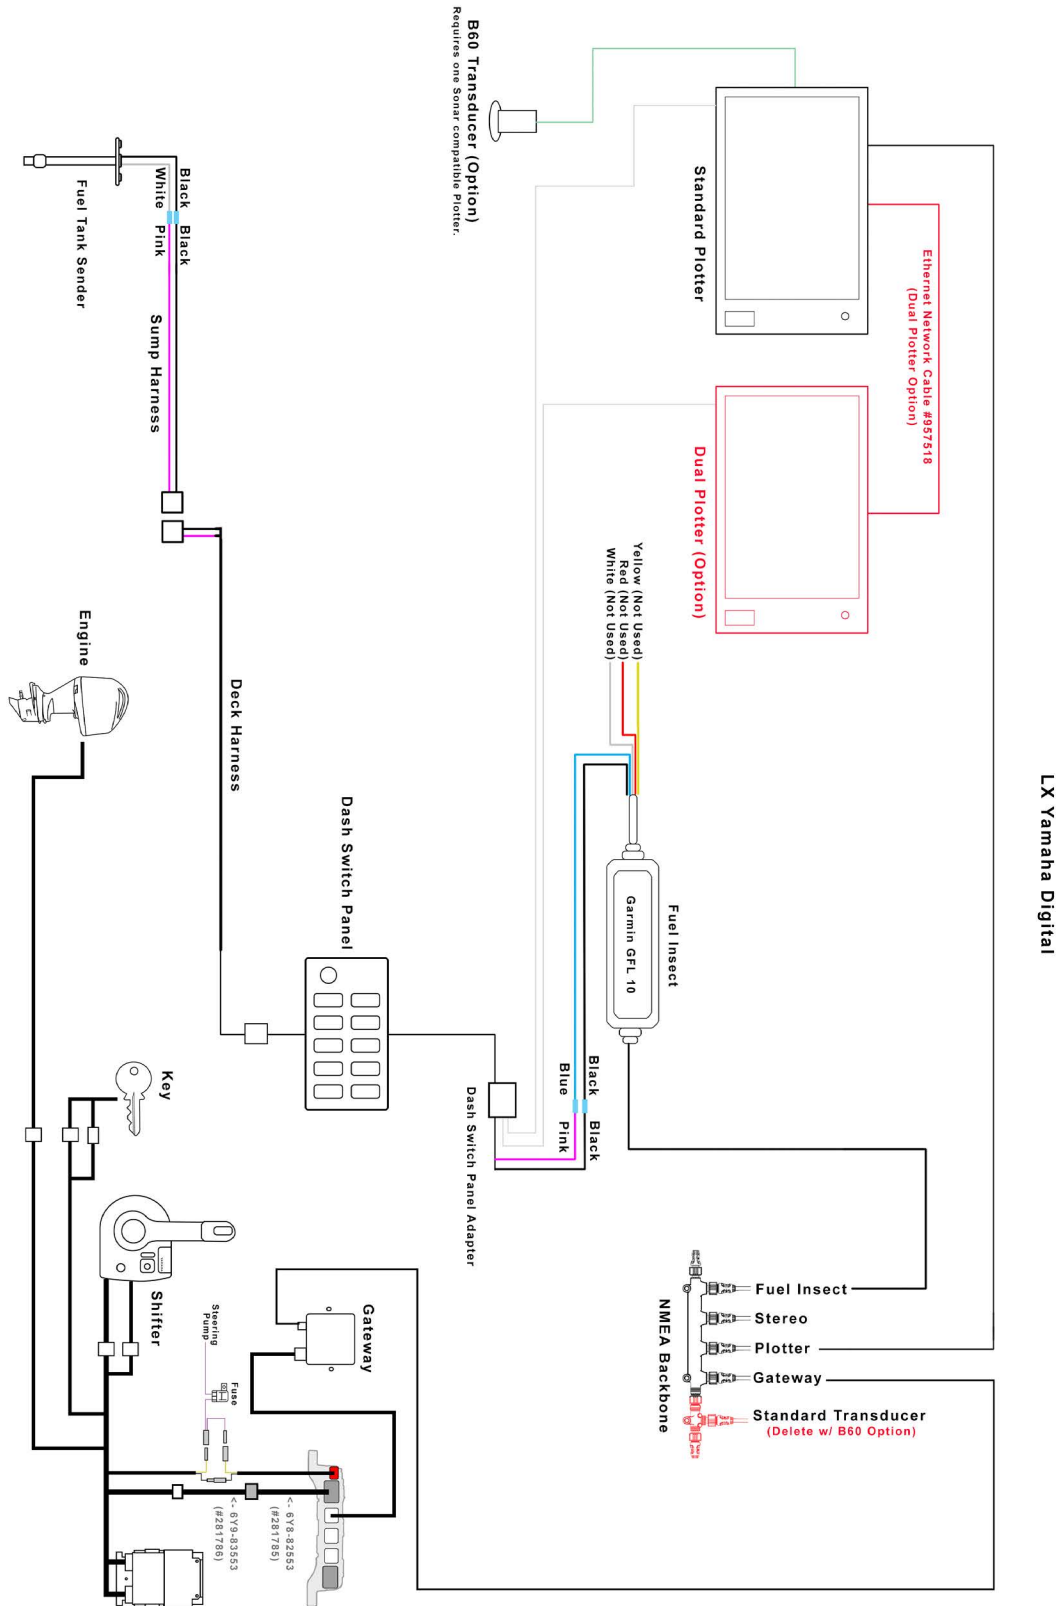 LX Yamaha Digital
Ethernet Network Cable #957518
(Dual Plotter Option)
Standard Plotter
Dual Plotter (Option)
B60 Transducer (Option)
Requires one Sonar compatible Plotter.
Yellow (Not Used)
Red (Not Used)
White (Not Used)
Fuel Insect
Garmin GFL 10
Black
Black
Blue
Pink
Dash Switch Panel Adapter
Fuel Insect
Stereo
Plotter
Gateway
Standard Transducer
(Delete w/ B60 Option)
NMEA Backbone
Black
Black
White
Pink
Fuel Tank Sender
Sump Harness
Deck Harness
Dash Switch Panel
Engine
Key
Shifter
Gateway
Steering
Pump
Fuse
<- 6Y8-82553
(#281785)
<- 6Y9-83553
(#281786)